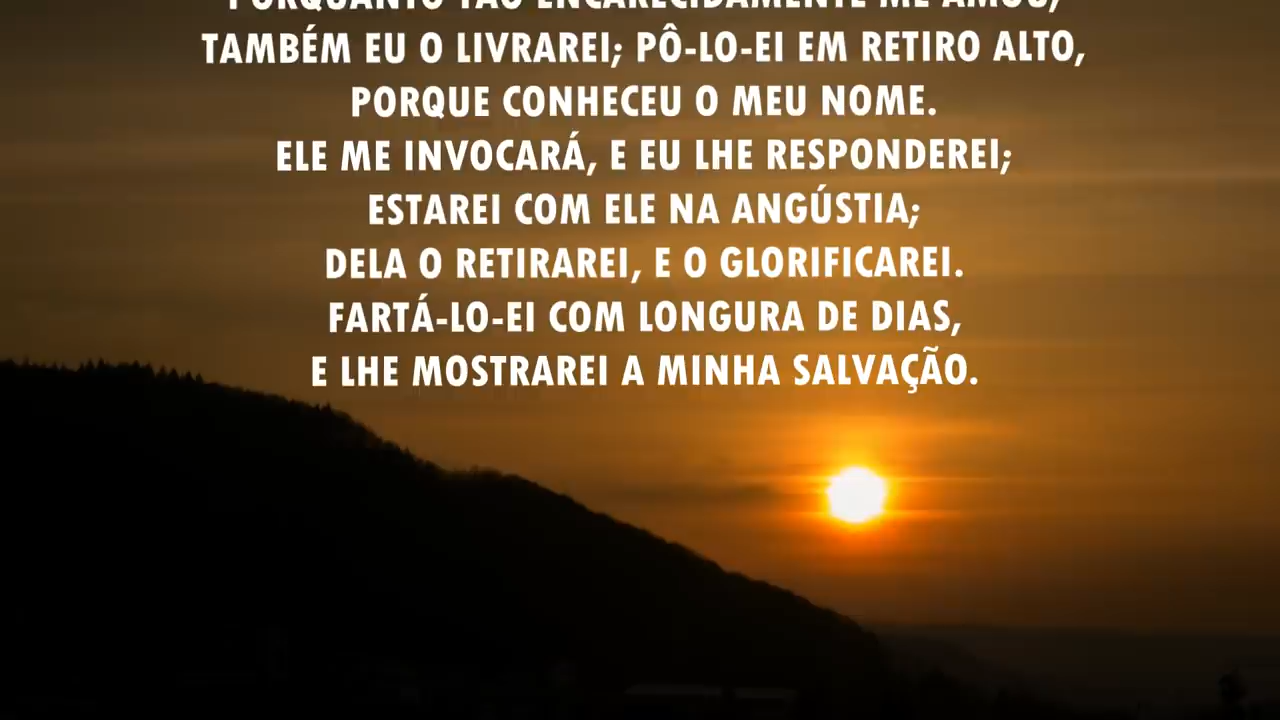 PORQUANTO TÃO ENCARECIDAMENTE ME AMOU,
TAMBÉM EU O LIVRAREI; PÔ-LO-EI EM RETIRO ALTO,
PORQUE CONHECEU O MEU NOME.
ELE ME INVOCARÁ, E EU LHE RESPONDEREI;
ESTAREI COM ELE NA ANGÚSTIA;
DELA O RETIRAREI, E O GLORIFICAREI.
FARTÁ-LO-EI COM LONGURA DE DIAS,
E LHE MOSTRAREI A MINHA SALVAÇÃO.